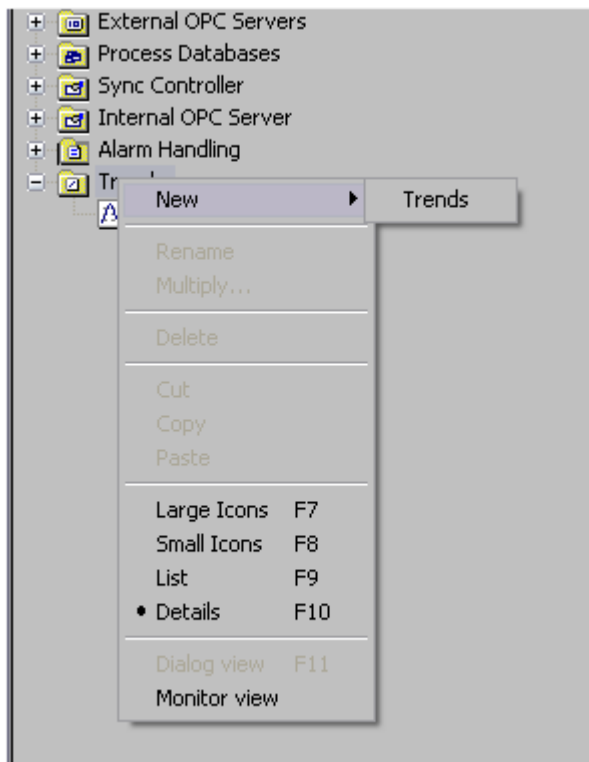 External OPC Servers
Process Databases
Sync Controller
Internal OPC Server
Alarm Handling
New Trends
Rename
Multiply...
Delete
Cut
Copy
Paste
Large Icons F7
Small Icons F8
List F9
Details F10
Dialog view F11
Monitor view